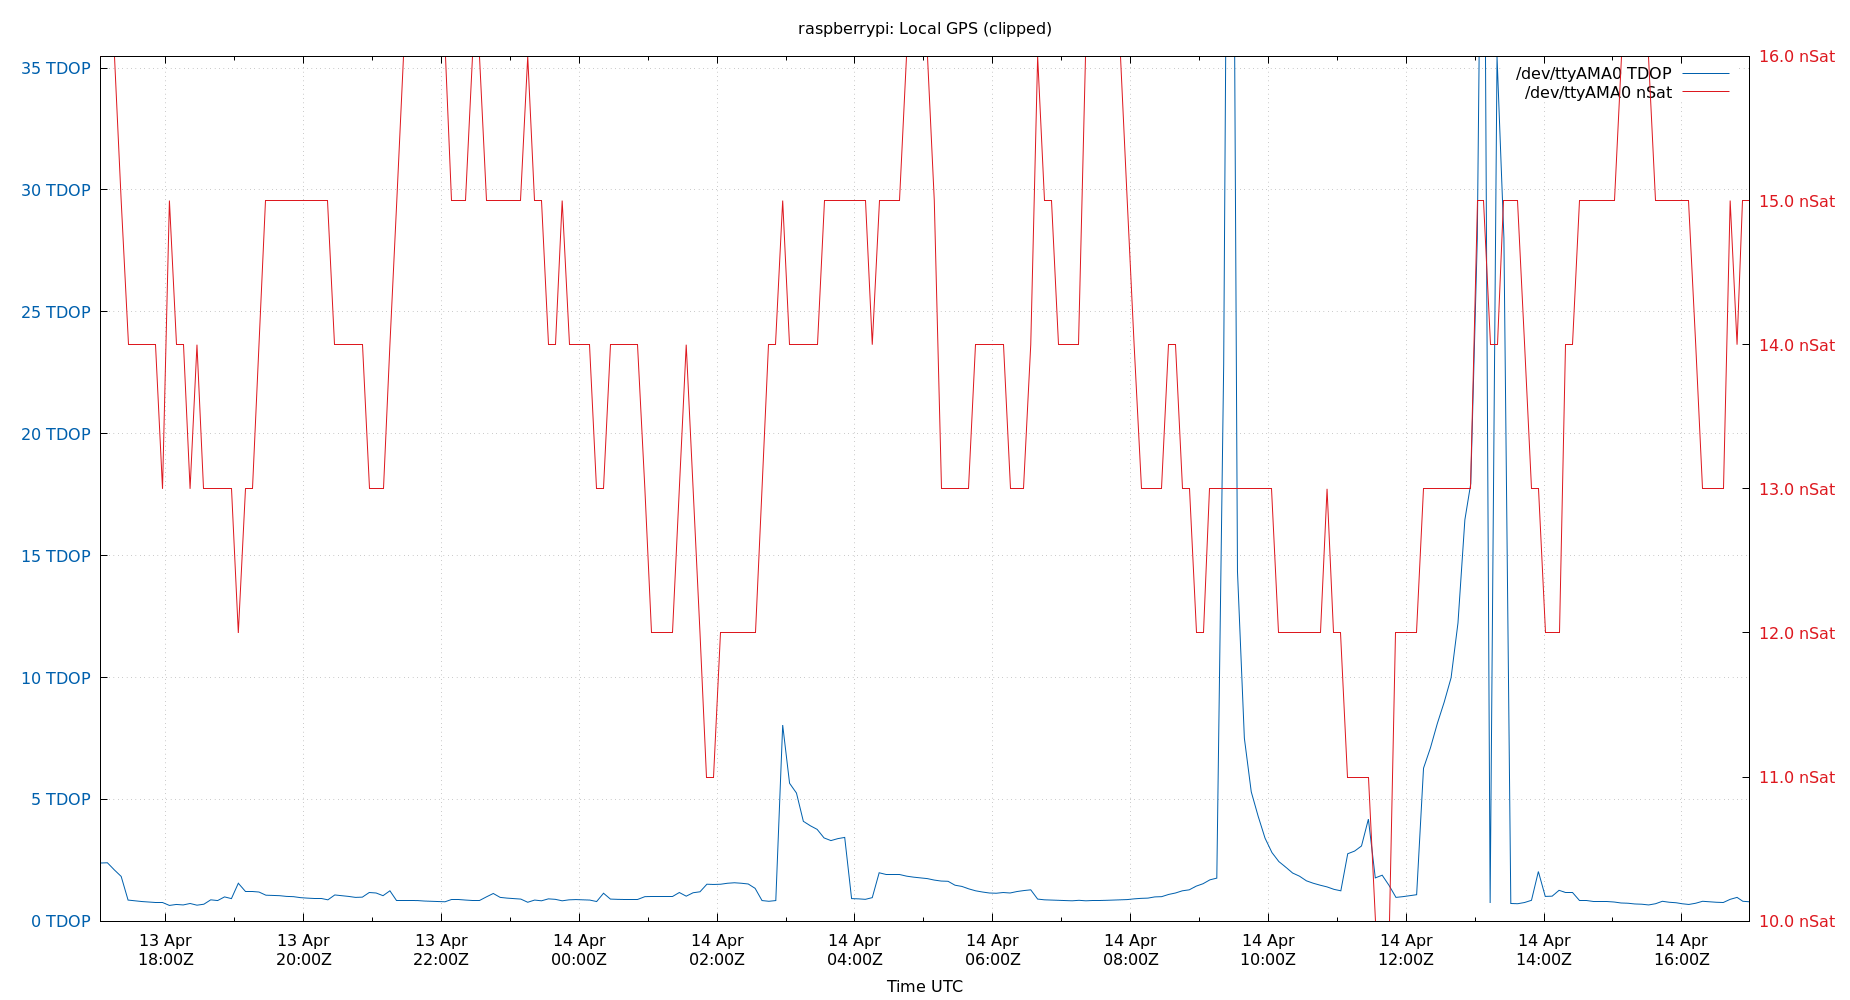 raspberrypi: Local GPS (clipped)
35 TDOP
30 TDOP
25 TDOP
20 TDOP
15 TDOP
10 TDOP
5 TDOP
0 TDOP
/dev/ttyAMA0 TDOP
/dev/ttyAMA0 nSat
16.0 nSat
15.0 nSat
14.0 nSat
13.0 nSat
12.0 nSat
11.0 nSat
10.0 nSat
13 Apr
18:00Z
13 Apr
20:00Z
13 Apr
22:00Z
14 Apr
00:00Z
14 Apr
02:00Z
14 Apr
04:00Z
14 Apr
06:00Z
14 Apr
08:00Z
14 Apr
10:00Z
14 Apr
12:00Z
14 Apr
14:00Z
14 Apr
16:00Z
Time UTC